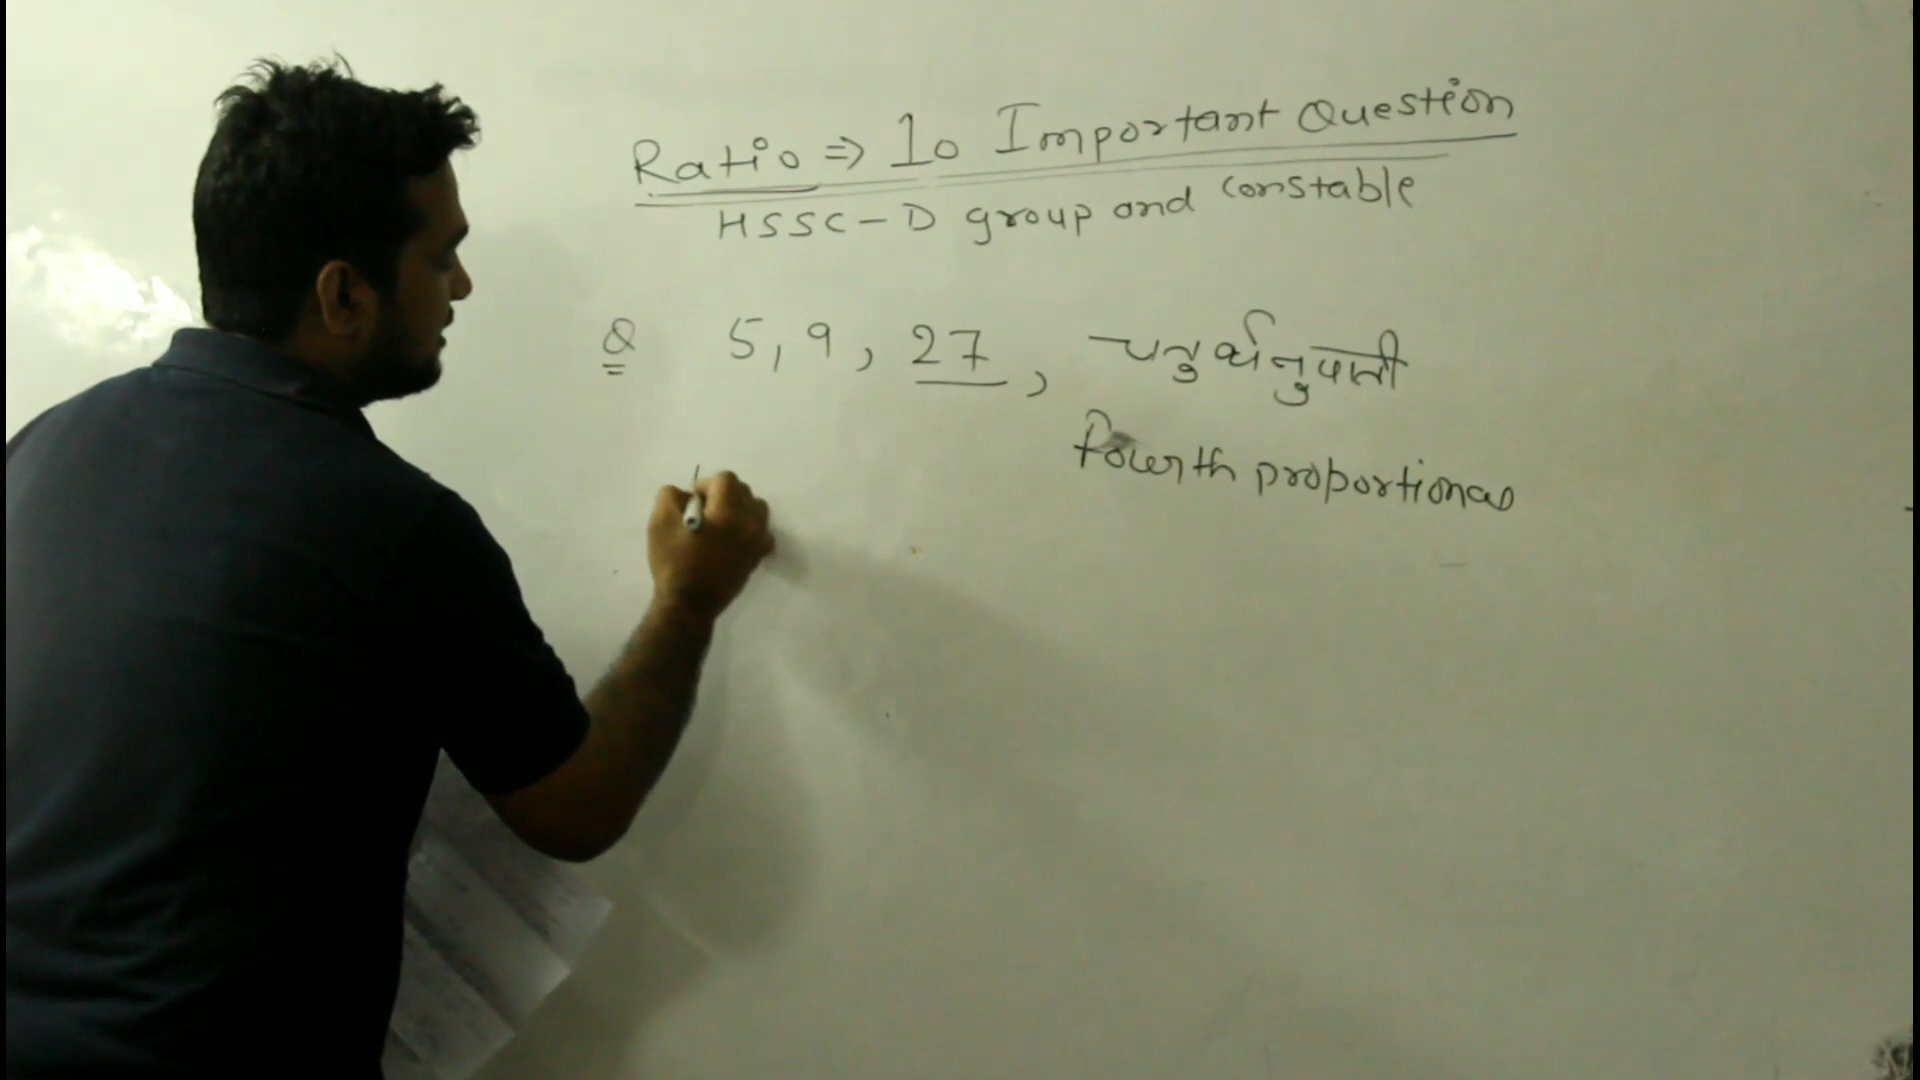 Ratio ⇒ 10 Important Question
HSSC-D group and constable
Q 5, 9, 27, चतुर्थानुपाती
fourth proportional